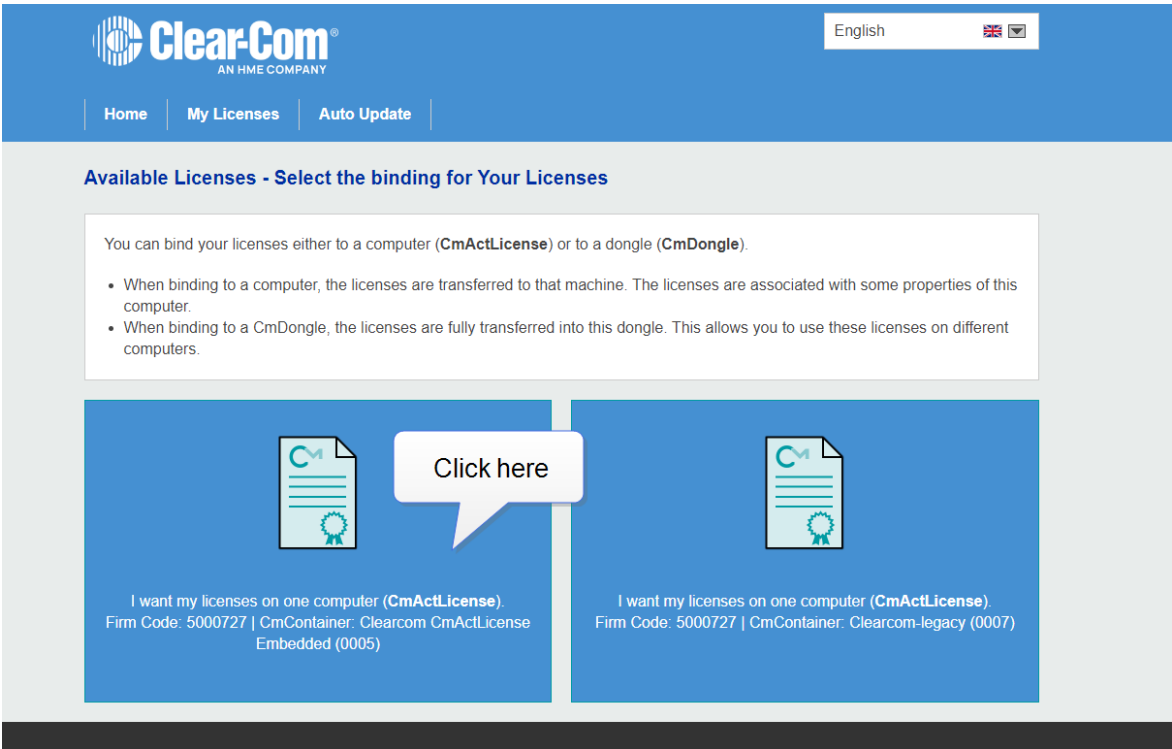 Clear-Com®
AN HME COMPANY
English
Home
My Licenses
Auto Update
Available Licenses - Select the binding for Your Licenses
You can bind your licenses either to a computer (CmActLicense) or to a dongle (CmDongle).
• When binding to a computer, the licenses are transferred to that machine. The licenses are associated with some properties of this
computer.
• When binding to a CmDongle, the licenses are fully transferred into this dongle. This allows you to use these licenses on different
computers.
CM
Click here
I want my licenses on one computer (CmActLicense).
Firm Code: 5000727 | CmContainer: Clearcom CmActLicense
Embedded (0005)
CM
I want my licenses on one computer (CmActLicense).
Firm Code: 5000727 | CmContainer: Clearcom-legacy (0007)